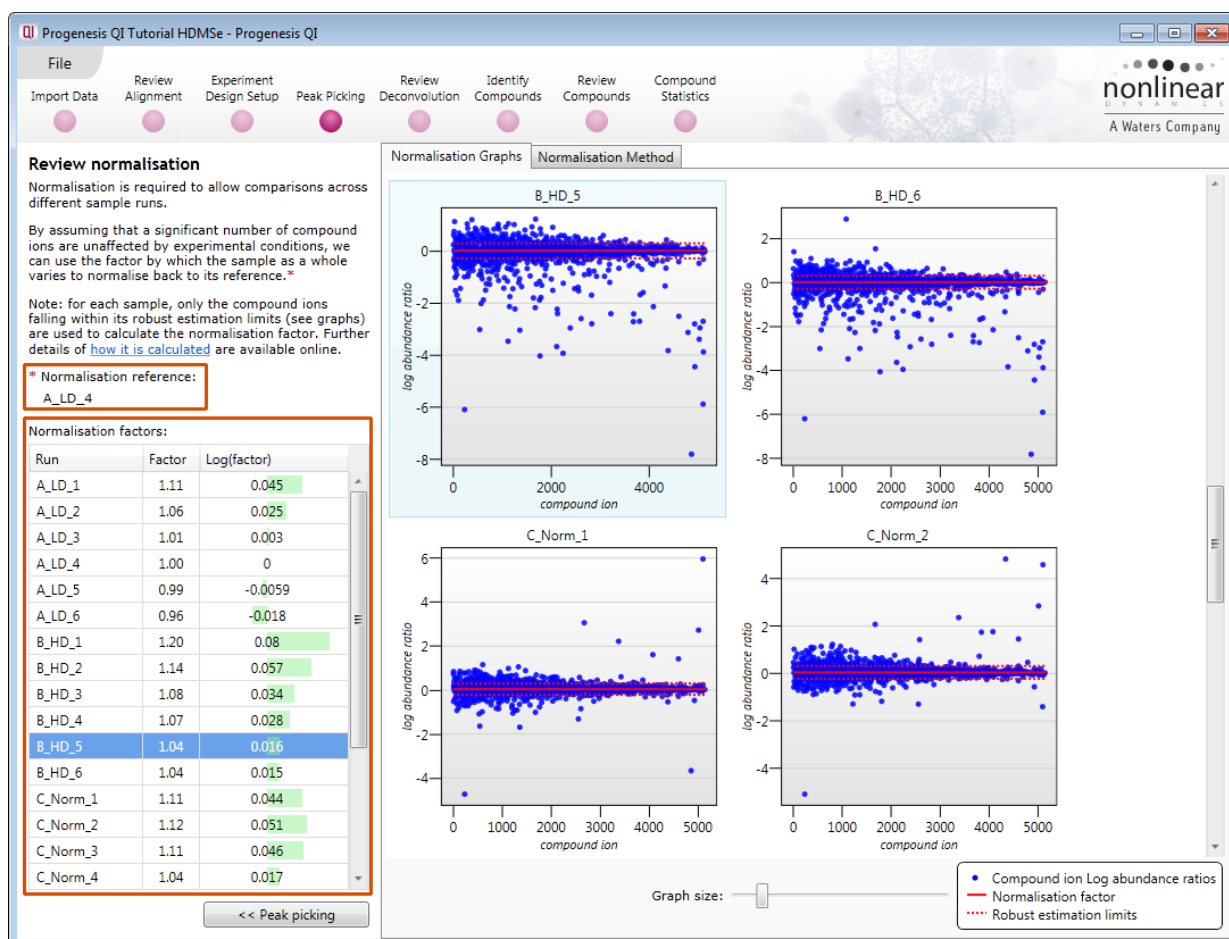 QI Progenesis QI Tutorial HDMSe - Progenesis QI
File
Import Data
Review
Alignment
Experiment
Design Setup
Peak Picking
Review
Deconvolution
Identify
Compounds
Review
Compounds
Compound
Statistics
nonlinear
DYNAMICS
A Waters Company
Review normalisation
Normalisation is required to allow comparisons across
different sample runs.
By assuming that a significant number of compound
ions are unaffected by experimental conditions, we
can use the factor by which the sample as a whole
varies to normalise back to its reference.*
Note: for each sample, only the compound ions
falling within its robust estimation limits (see graphs)
are used to calculate the normalisation factor. Further
details of how it is calculated are available online.
* Normalisation reference:
A_LD_4
Normalisation factors:
Run Factor Log(factor)
A_LD_1 1.11 0.045
A_LD_2 1.06 0.025
A_LD_3 1.01 0.003
A_LD_4 1.00 0
A_LD_5 0.99 -0.0059
A_LD_6 0.96 -0.018
B_HD_1 1.20 0.08
B_HD_2 1.14 0.057
B_HD_3 1.08 0.034
B_HD_4 1.07 0.028
B_HD_5 1.04 0.016
B_HD_6 1.04 0.015
C_Norm_1 1.11 0.044
C_Norm_2 1.12 0.051
C_Norm_3 1.11 0.046
C_Norm_4 1.04 0.017
<< Peak picking
Normalisation Graphs
Normalisation Method
B_HD_5
log abundance ratio
0
-2
-4
-6
-8
0 2000 4000
compound ion
B_HD_6
log abundance ratio
2
0
-2
-4
-6
-8
0 1000 2000 3000 4000 5000
compound ion
C_Norm_1
log abundance ratio
6
4
2
0
-2
-4
0 1000 2000 3000 4000 5000
compound ion
C_Norm_2
log abundance ratio
4
2
0
-2
-4
0 1000 2000 3000 4000 5000
compound ion
Graph size:
Compound ion Log abundance ratios
Normalisation factor
Robust estimation limits